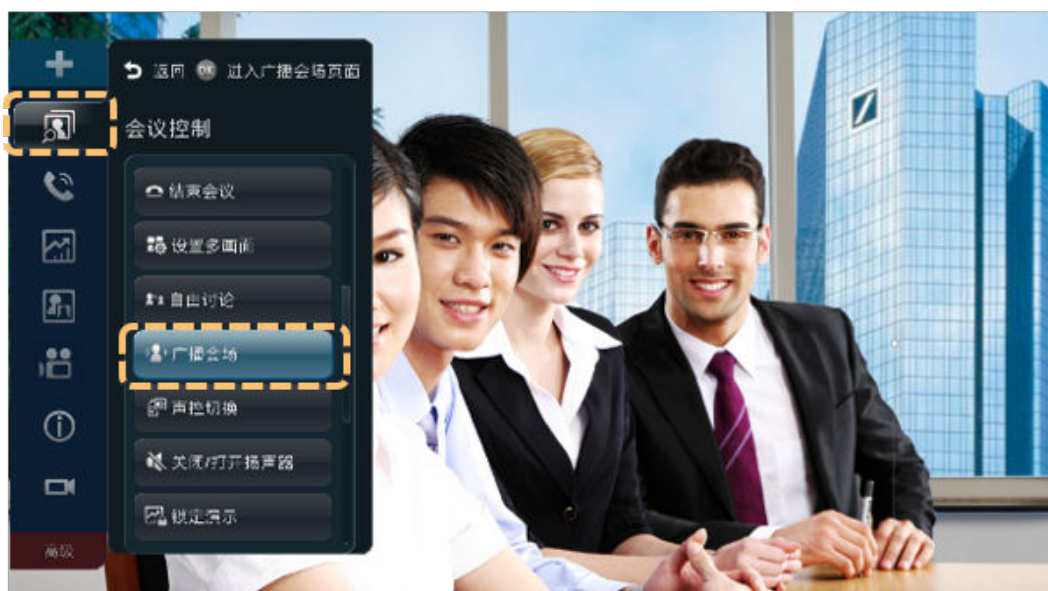 返回 OK 进入广播会场页面
会议控制
结束会议
设置多画面
自由讨论
广播会场
声控切换
关闭/打开扬声器
锁定演示
高级